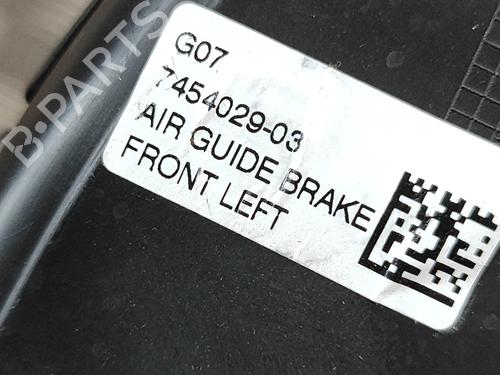 G07
7454029-03
AIR GUIDE BRAKE
FRONT LEFT
B·PARTS